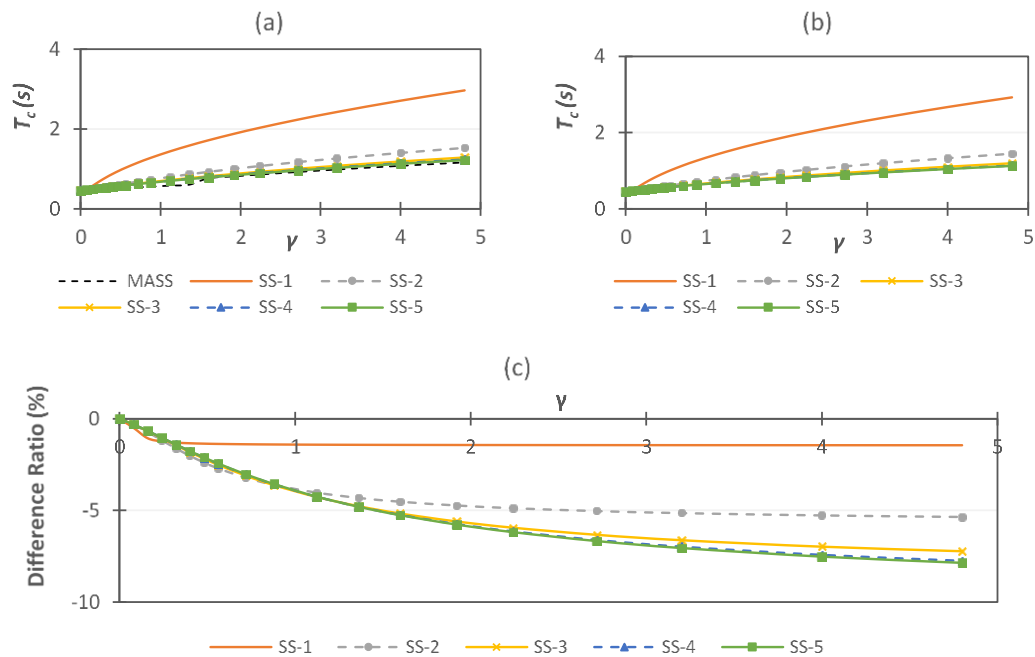 (a)
4
2
0
T_c (s)
0 1 2 3 4 5
γ
MASS SS-1 SS-2
SS-3 SS-4 SS-5
(b)
4
2
0
T_c (s)
0 1 2 3 4 5
γ
SS-1 SS-2 SS-3
SS-4 SS-5
(c)
γ
0
-5
-10
Difference Ratio (%)
0 1 2 3 4 5
SS-1 SS-2 SS-3 SS-4 SS-5